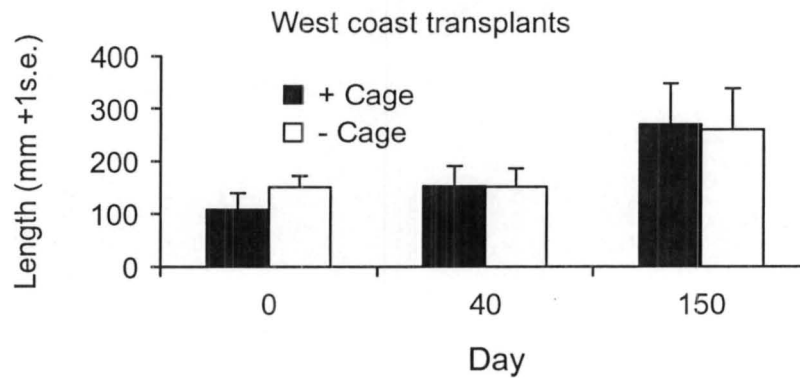 West coast transplants
Length (mm +1s.e.)
400
300
200
100
0
+ Cage
- Cage
0 40 150
Day